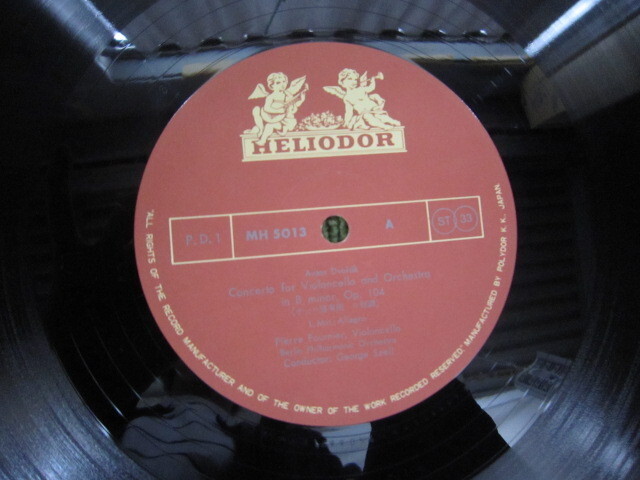 HELIODOR
P.D.1 MH 5013 A ST 33
Concerto for Violoncello and Orchestra
in B minor, Op. 104
Pierre Fournier, Violoncello
Berlin Philharmonic Orchestra
Conductor: George Szell
"ALL RIGHTS OF THE RECORD MANUFACTURER AND OF THE OWNER OF THE WORK RECORDED RESERVED" MANUFACTURED BY POLYDOR K.K. JAPAN.